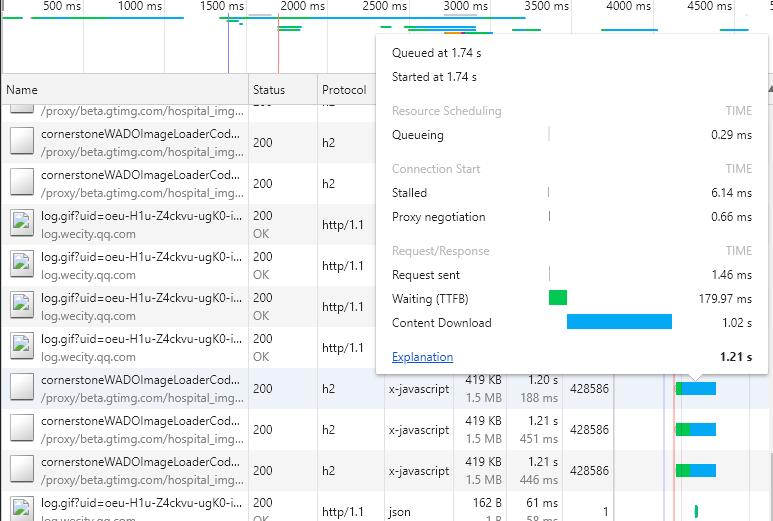 500 ms 1000 ms 1500 ms 2000 ms 2500 ms 3000 ms 3500 ms 4000 ms 4500 ms
Queued at 1.74 s
Started at 1.74 s
Resource Scheduling TIME
Queueing 0.29 ms
Connection Start TIME
Stalled 6.14 ms
Proxy negotiation 0.66 ms
Request/Response TIME
Request sent 1.46 ms
Waiting (TTFB) 179.97 ms
Content Download 1.02 s
Explanation 1.21 s
Name Status Protocol
/proxy/beta.gtimg.com/hospital_img...
cornerstoneWADOImageLoaderCod... 200 h2
/proxy/beta.gtimg.com/hospital_img...
cornerstoneWADOImageLoaderCod... 200 h2
/proxy/beta.gtimg.com/hospital_img...
log.gif?uid=oeu-H1u-Z4ckvu-ugK0-i... 200 http/1.1
log.wecity.qq.com OK
log.gif?uid=oeu-H1u-Z4ckvu-ugK0-i... 200 http/1.1
log.wecity.qq.com OK
log.gif?uid=oeu-H1u-Z4ckvu-ugK0-i... 200 http/1.1
log.wecity.qq.com OK
log.gif?uid=oeu-H1u-Z4ckvu-ugK0-i... 200 http/1.1
log.wecity.qq.com OK
cornerstoneWADOImageLoaderCod... 200 h2 x-javascript 419 KB 1.20 s 428586
/proxy/beta.gtimg.com/hospital_img... 1.5 MB 188 ms
cornerstoneWADOImageLoaderCod... 200 h2 x-javascript 419 KB 1.21 s 428586
/proxy/beta.gtimg.com/hospital_img... 1.5 MB 451 ms
cornerstoneWADOImageLoaderCod... 200 h2 x-javascript 419 KB 1.21 s 428586
/proxy/beta.gtimg.com/hospital_img... 1.5 MB 446 ms
log.gif?uid=oeu-H1u-Z4ckvu-ugK0-i... 200 http/1.1 json 162 B 61 ms 1
log.wecity.qq.com OK 1 B 58 ms